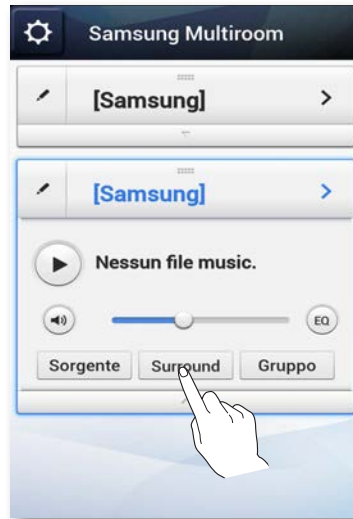 Samsung Multiroom
[Samsung]
[Samsung]
Nessun file music.
EQ
Sorgente Surround Gruppo